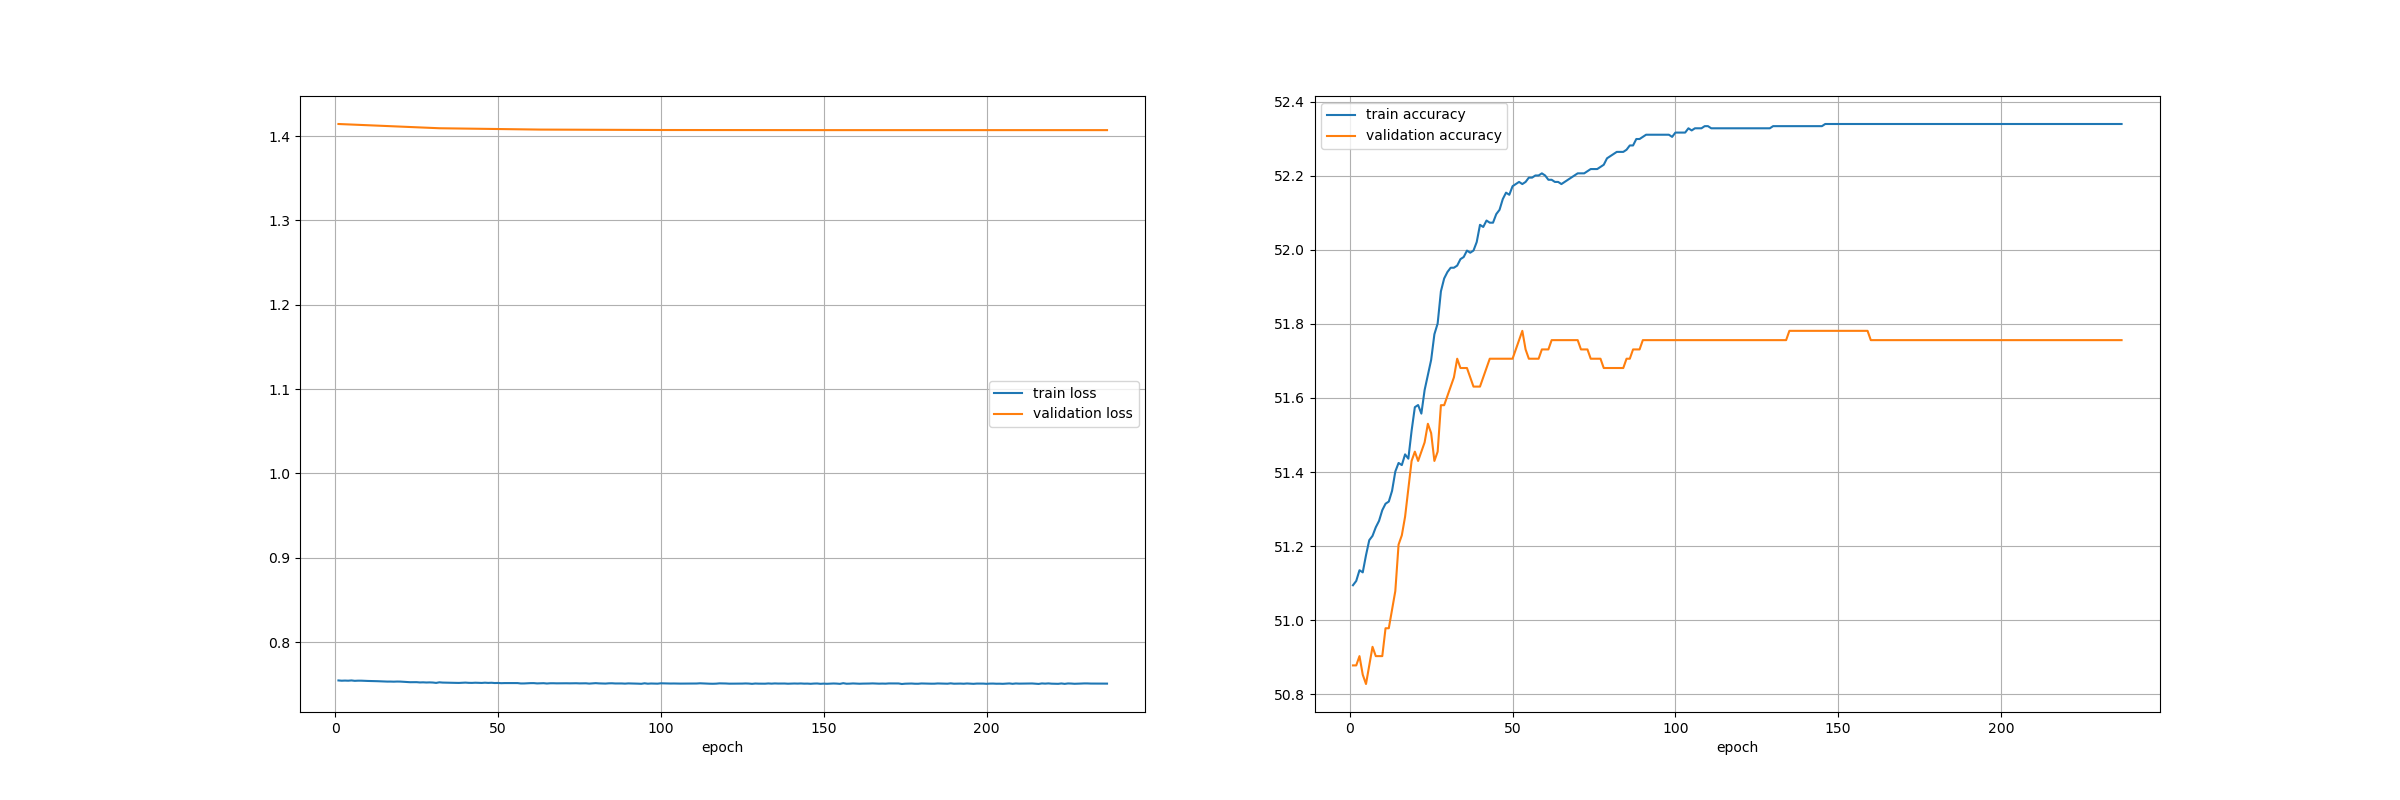 1.4
1.3
1.2
1.1
1.0
0.9
0.8
train loss
validation loss
0 50 100 150 200
epoch
52.4
52.2
52.0
51.8
51.6
51.4
51.2
51.0
50.8
train accuracy
validation accuracy
0 50 100 150 200
epoch